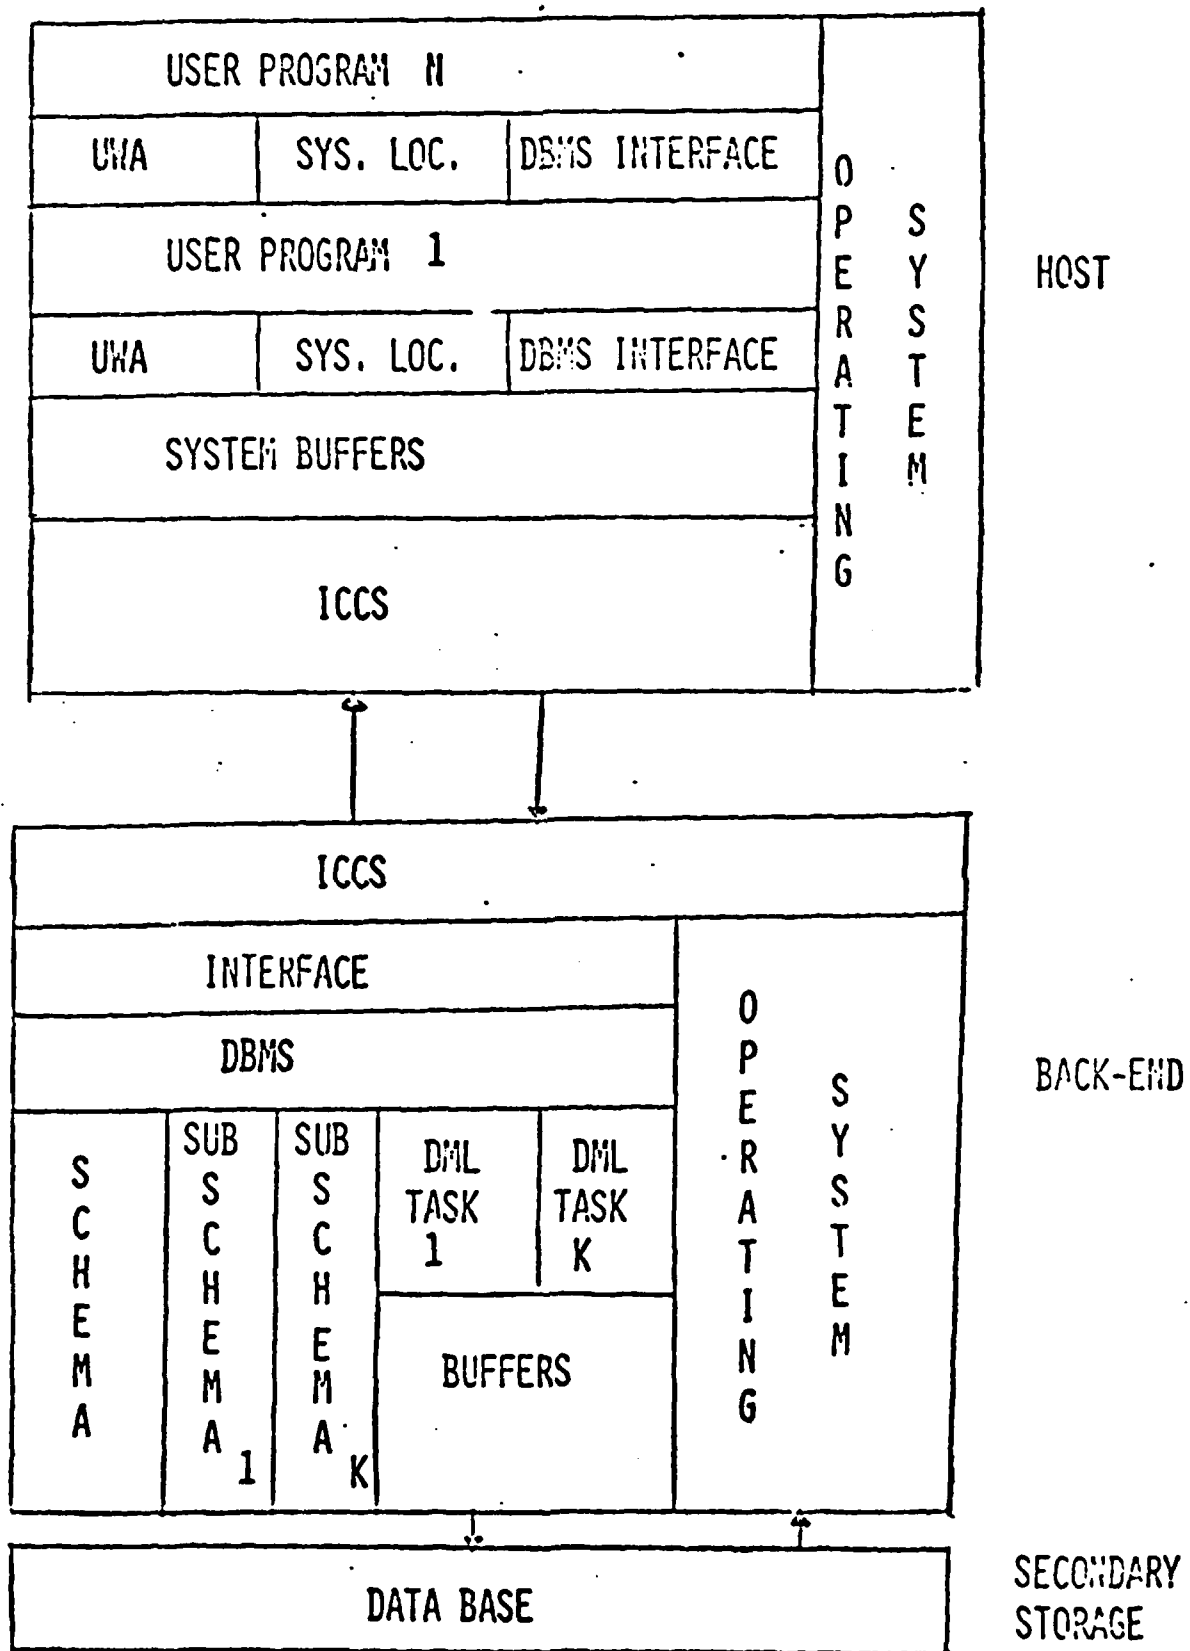 USER PROGRAM N
UWA
SYS. LOC.
DBMS INTERFACE
USER PROGRAM 1
UWA
SYS. LOC.
DBMS INTERFACE
SYSTEM BUFFERS
ICCS
OPERATING
SYSTEM
HOST
ICCS
INTERFACE
DBMS
SCHEMA
SUB
SCHEMA 1
SUB
SCHEMA K
DML
TASK
1
DML
TASK
K
BUFFERS
OPERATING
SYSTEM
BACK-END
DATA BASE
SECONDARY
STORAGE